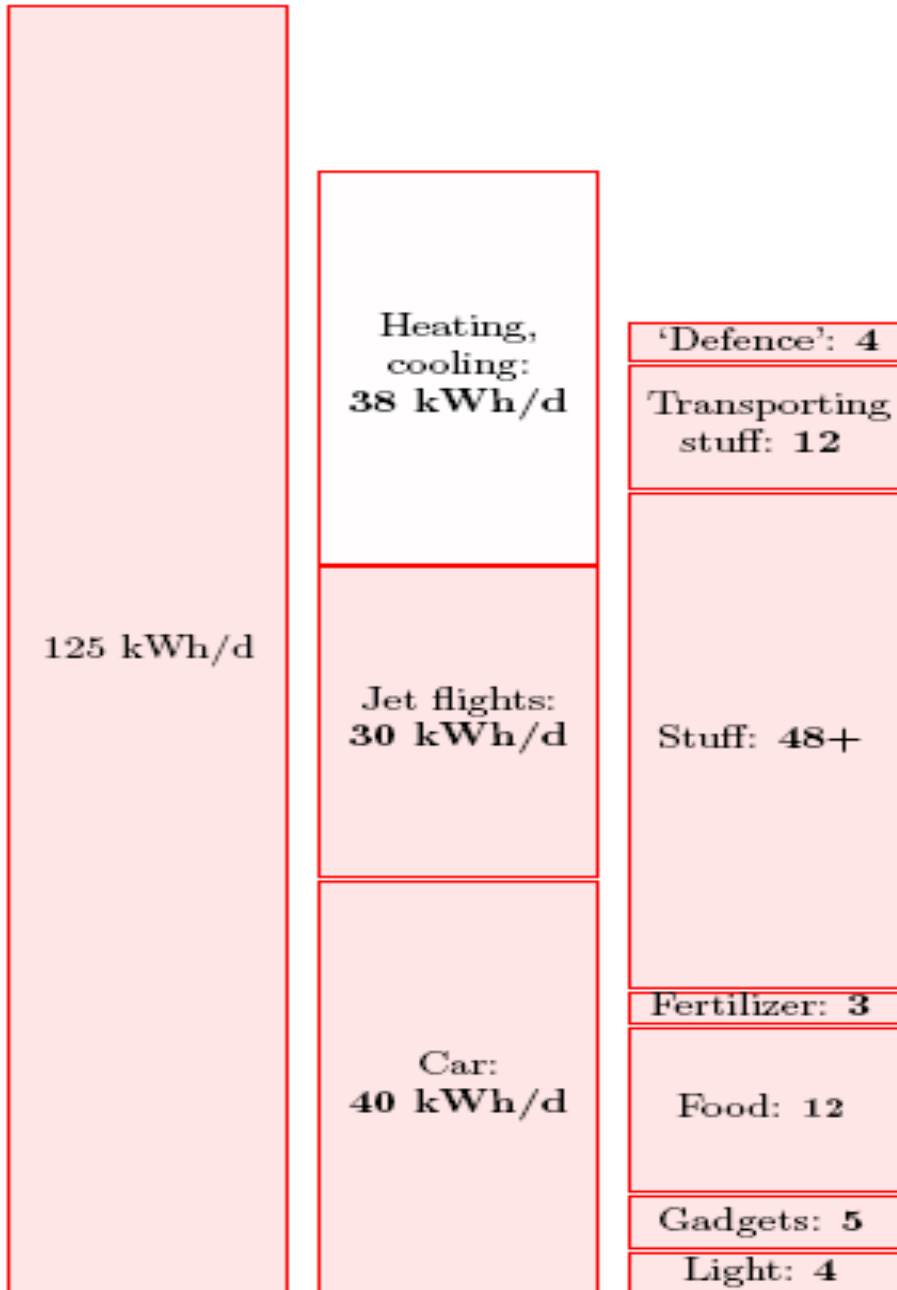 125 kWh/d
Heating,
cooling:
38 kWh/d
Jet flights:
30 kWh/d
Car:
40 kWh/d
‘Defence’: 4
Transporting
stuff: 12
Stuff: 48+
Fertilizer: 3
Food: 12
Gadgets: 5
Light: 4